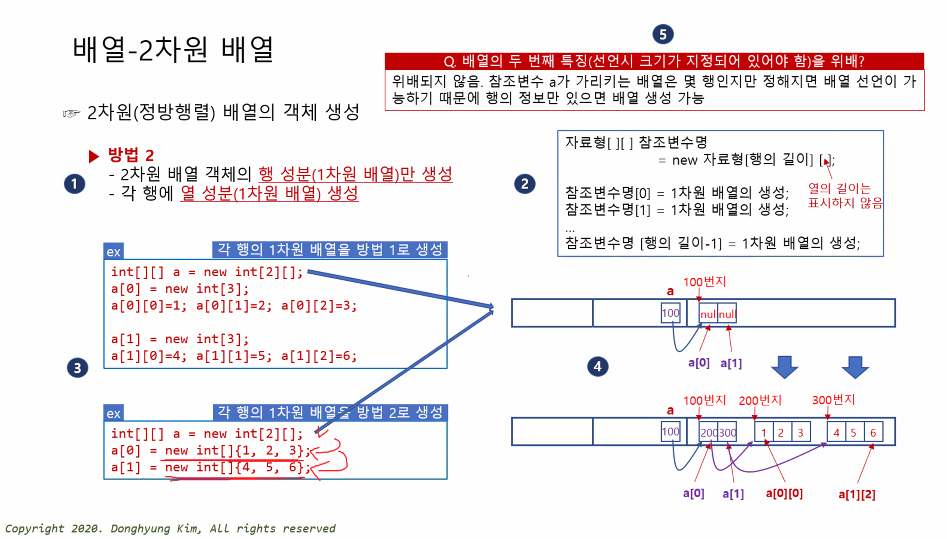 배열-2차원 배열
5
Q. 배열의 두 번째 특징(선언시 크기가 지정되어 있어야 함)을 위배?
위배되지 않음. 참조변수 a가 가리키는 배열은 몇 행인지만 정해지면 배열 선언이 가
능하기 때문에 행의 정보만 있으면 배열 생성 가능
☞ 2차원(정방행렬) 배열의 객체 생성
1
▶ 방법 2
- 2차원 배열 객체의 행 성분(1차원 배열)만 생성
- 각 행에 열 성분(1차원 배열) 생성
2
자료형[ ][ ] 참조변수명
= new 자료형[행의 길이] [ ];
참조변수명[0] = 1차원 배열의 생성;
참조변수명[1] = 1차원 배열의 생성;
...
참조변수명 [행의 길이-1] = 1차원 배열의 생성;
열의 길이는
표시하지 않음
3
ex 각 행의 1차원 배열을 방법 1로 생성
int[][] a = new int[2][];
a[0] = new int[3];
a[0][0]=1; a[0][1]=2; a[0][2]=3;
a[1] = new int[3];
a[1][0]=4; a[1][1]=5; a[1][2]=6;
ex 각 행의 1차원 배열을 방법 2로 생성
int[][] a = new int[2][];
a[0] = new int[]{1, 2, 3};
a[1] = new int[]{4, 5, 6};
4
100번지
a
100 null null
a[0] a[1]
100번지 200번지 300번지
a
100 200 300 1 2 3 4 5 6
a[0] a[1] a[0][0] a[1][2]
Copyright 2020. Donghyung Kim, All rights reserved